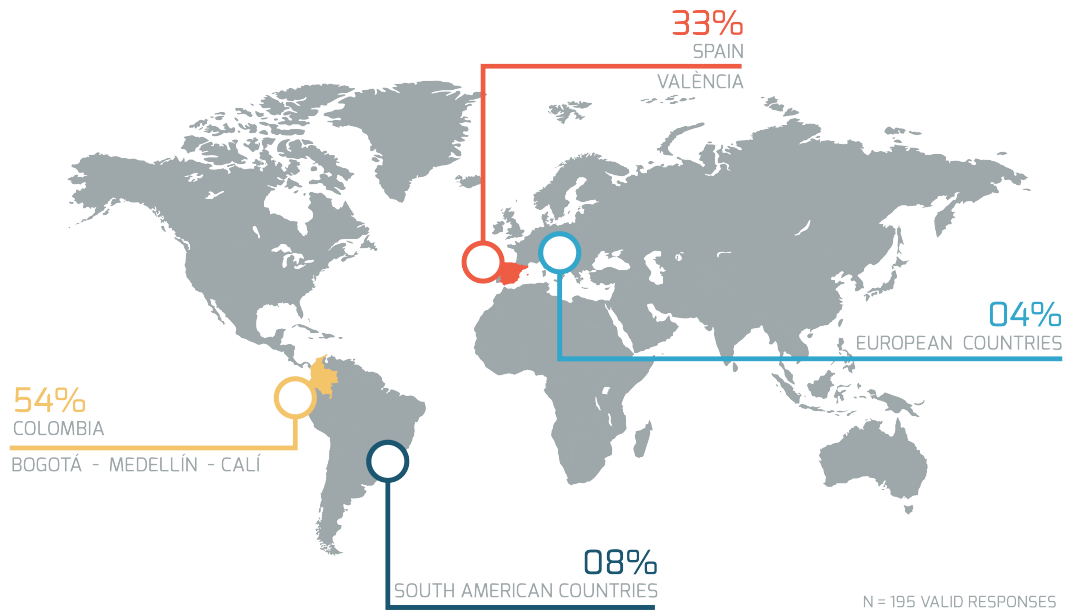 33%
SPAIN
VALÈNCIA
04%
EUROPEAN COUNTRIES
54%
COLOMBIA
BOGOTÁ - MEDELLÍN - CALÍ
08%
SOUTH AMERICAN COUNTRIES
N = 195 VALID RESPONSES